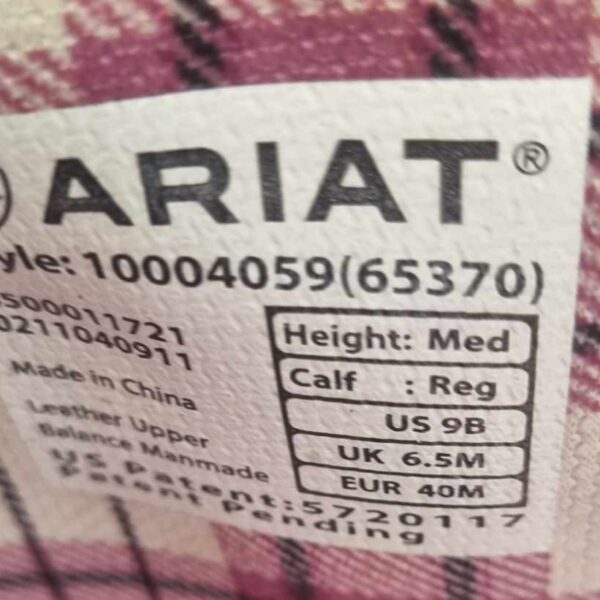 ARIAT®
yle: 10004059(65370)
500011721
0211040911
Made in China
Leather Upper
Balance Manmade
US Patent:5720117
Patent Pending
Height: Med
Calf : Reg
US 9B
UK 6.5M
EUR 40M